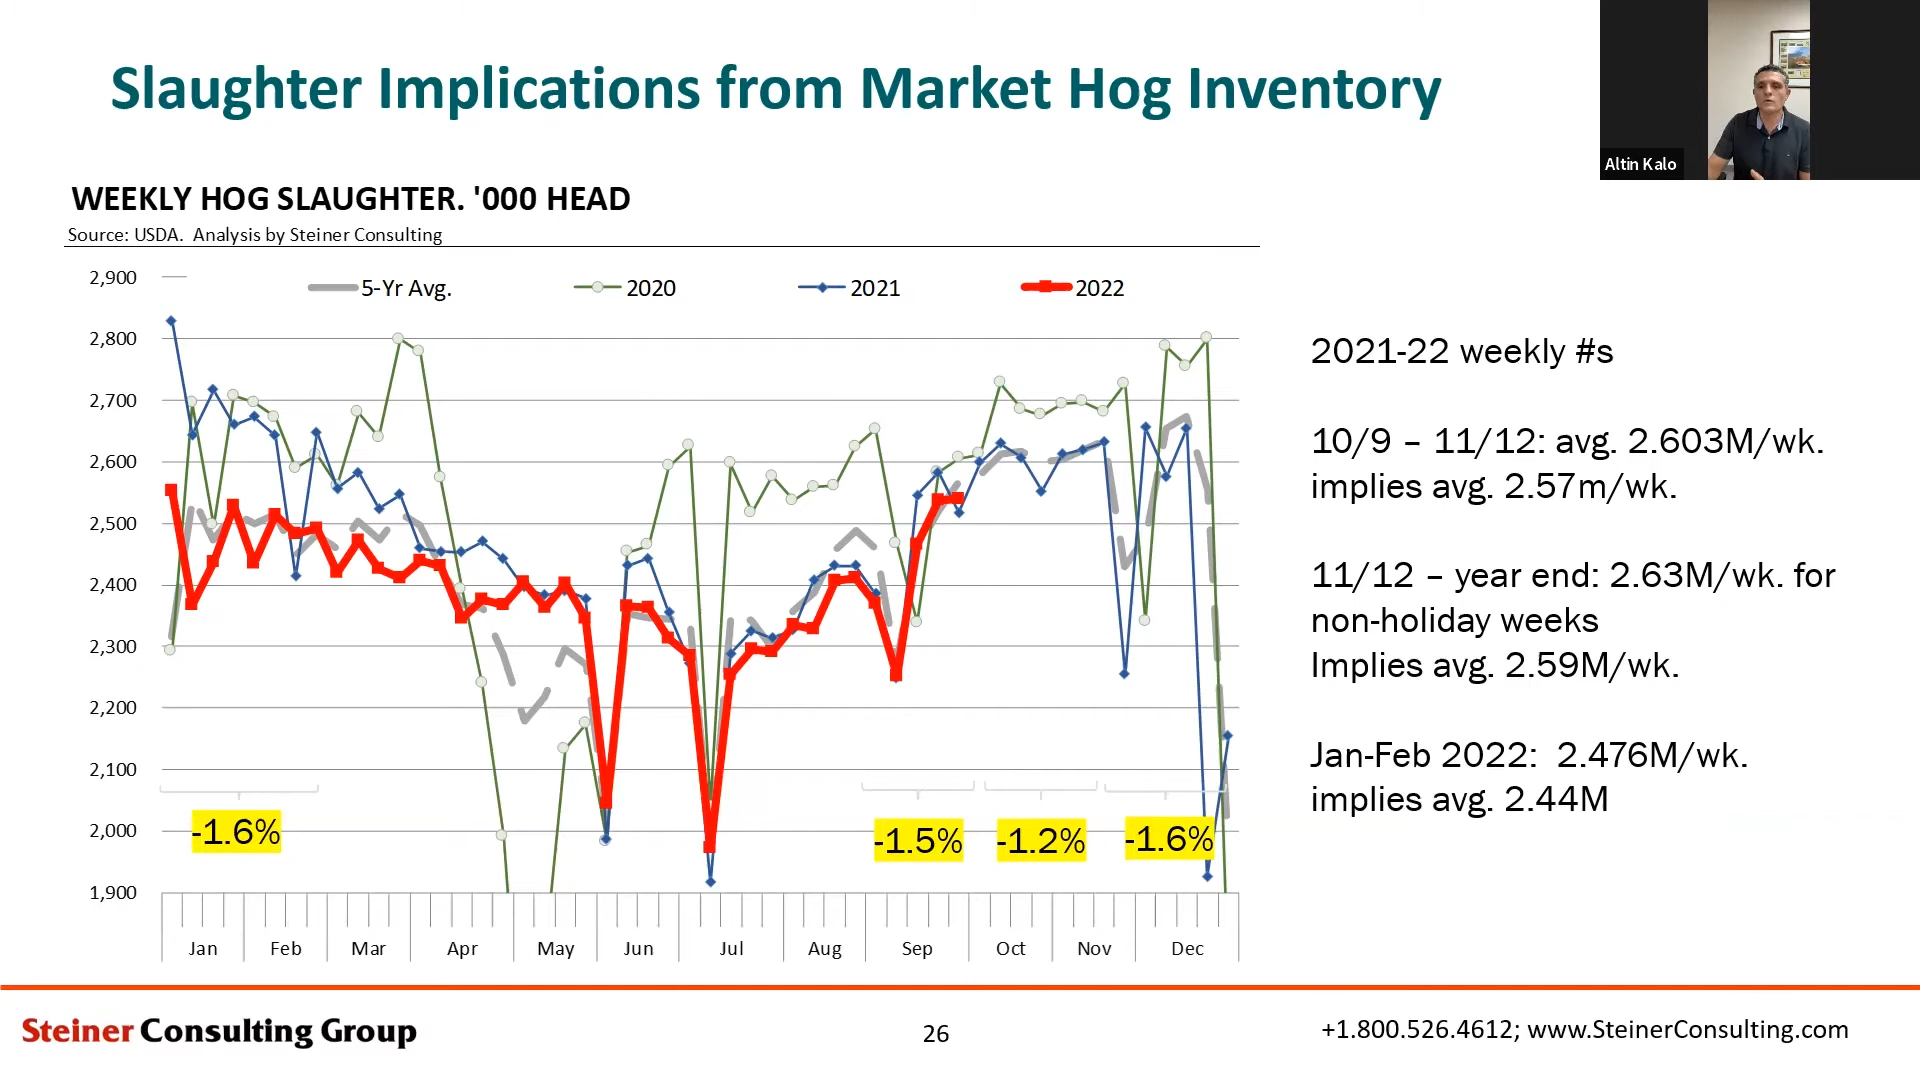 Slaughter Implications from Market Hog Inventory
Altin Kalo
WEEKLY HOG SLAUGHTER. '000 HEAD
Source: USDA.  Analysis by Steiner Consulting
5-Yr Avg.
2020
2021
2022
2,900
2,800
2,700
2,600
2,500
2,400
2,300
2,200
2,100
2,000
1,900
-1.6%
-1.5%
-1.2%
-1.6%
Jan Feb Mar Apr May Jun Jul Aug Sep Oct Nov Dec
2021-22 weekly #s
10/9 – 11/12: avg. 2.603M/wk.
implies avg. 2.57m/wk.
11/12 – year end: 2.63M/wk. for
non-holiday weeks
Implies avg. 2.59M/wk.
Jan-Feb 2022:  2.476M/wk.
implies avg. 2.44M
Steiner Consulting Group
26
+1.800.526.4612; www.SteinerConsulting.com